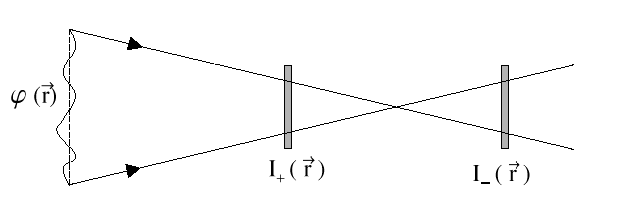 φ (r⃗)
I₊ ( r⃗ )
I₋ ( r⃗ )